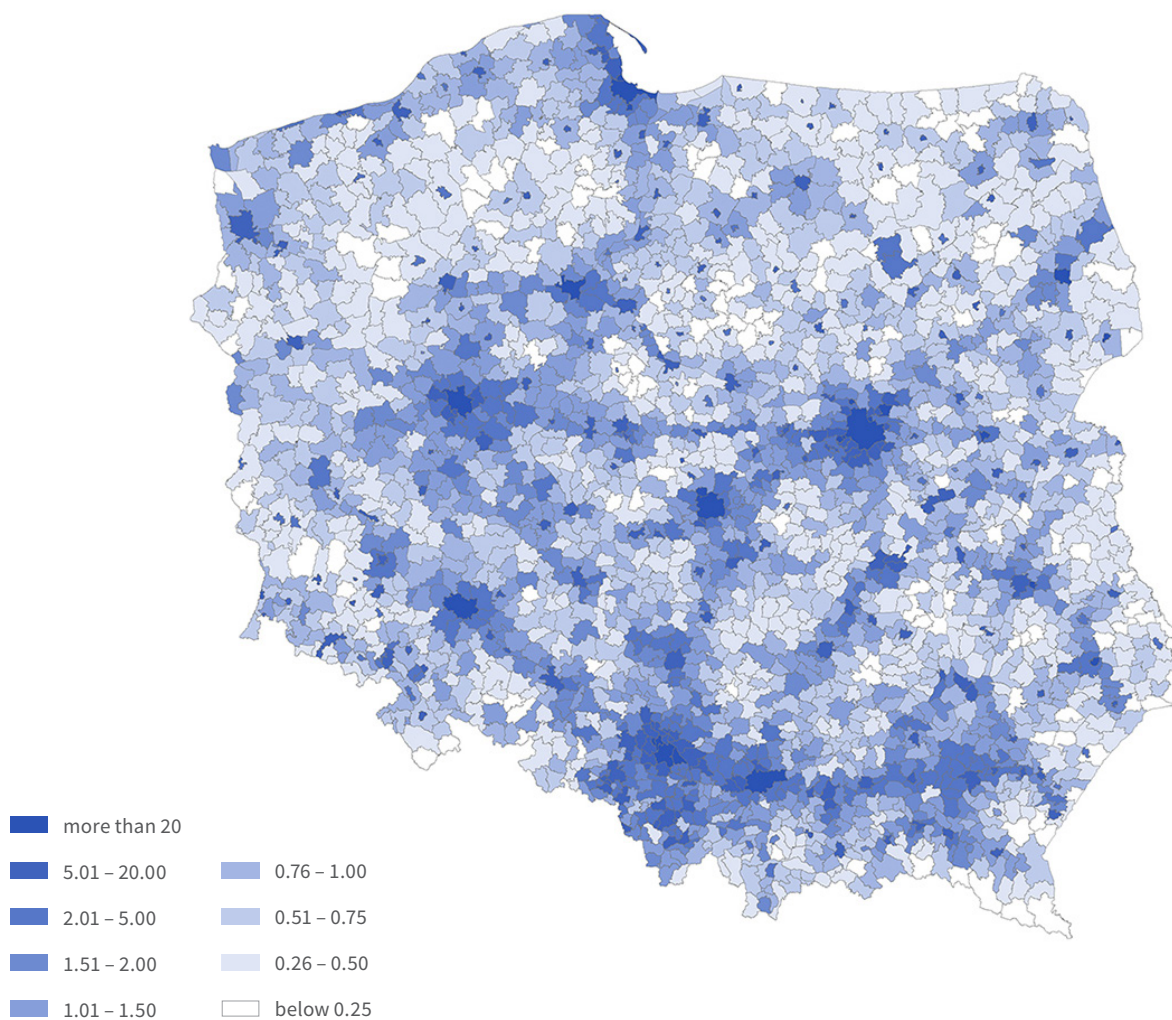 more than 20
5.01 – 20.00
2.01 – 5.00
1.51 – 2.00
1.01 – 1.50
0.76 – 1.00
0.51 – 0.75
0.26 – 0.50
below 0.25